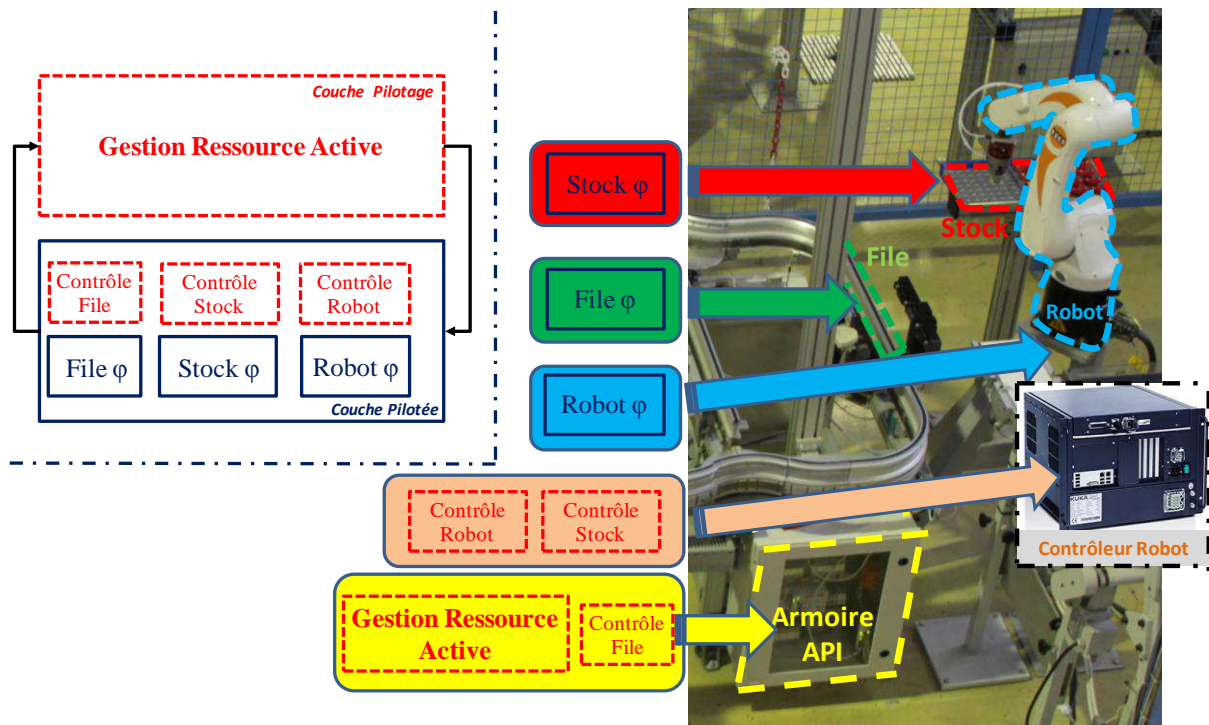 Couche Pilotage
Gestion Ressource Active
Contrôle
File
Contrôle
Stock
Contrôle
Robot
File φ
Stock φ
Robot φ
Couche Pilotée
Stock φ
File φ
Robot φ
Contrôle
Robot
Contrôle
Stock
Gestion Ressource
Active
Contrôle
File
Stock
File
Robot
KUKA
Contrôleur Robot
Armoire
API